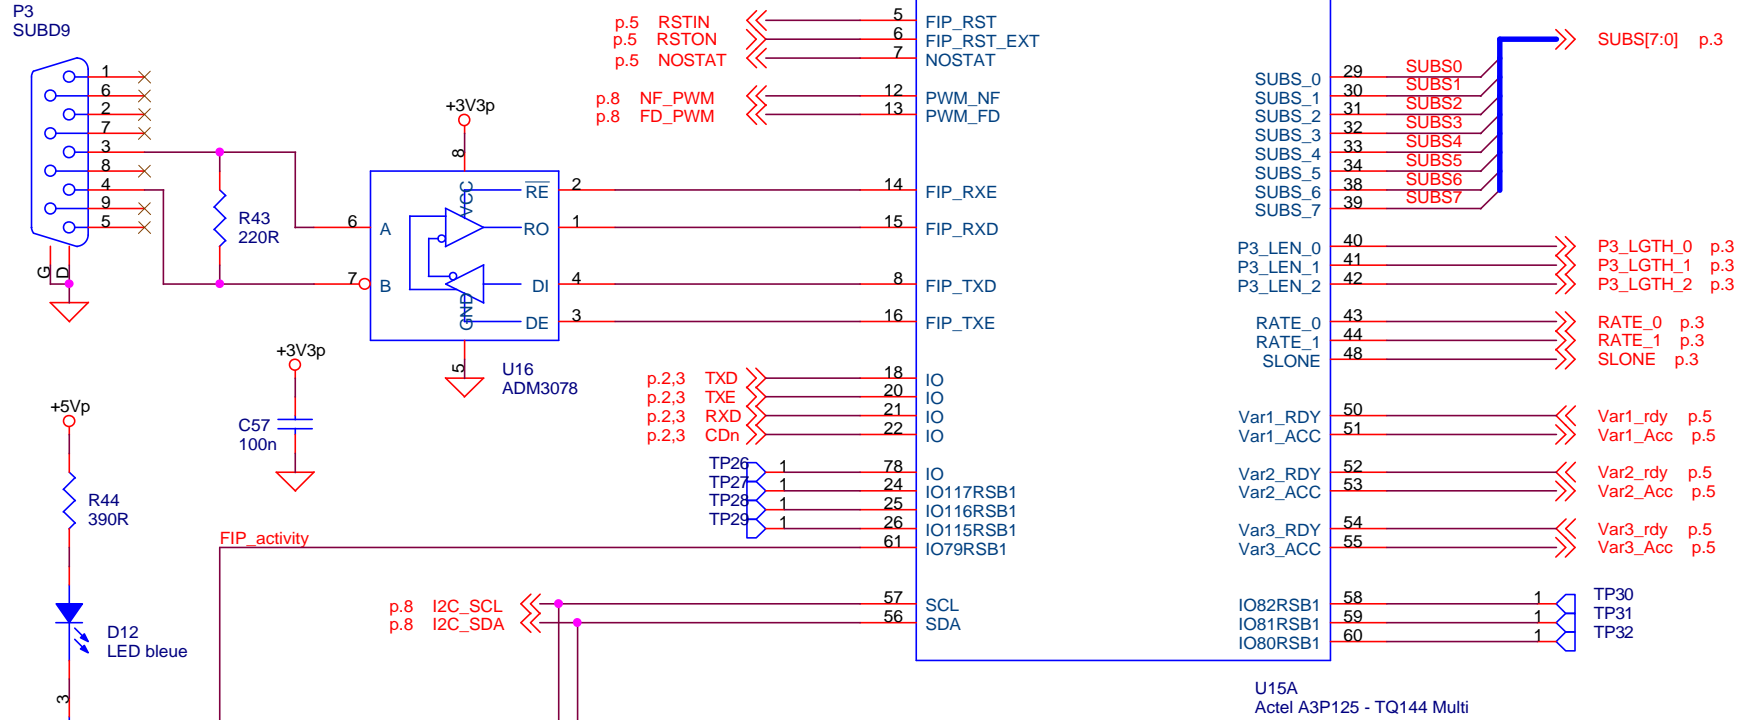 P3
SUBD9
1
6
2
7
3
8
4
9
5
G
D
R43
220R
+3V3p
8
VCC
RE
2
RO
1
6
A
7
B
DI
4
DE
3
GND
5
U16
ADM3078
+3V3p
C57
100n
+5Vp
R44
390R
D12
LED bleue
3
FIP_activity
p.5 RSTIN 5 FIP_RST
p.5 RSTON 6 FIP_RST_EXT
p.5 NOSTAT 7 NOSTAT
p.8 NF_PWM 12 PWM_NF
p.8 FD_PWM 13 PWM_FD
14 FIP_RXE
15 FIP_RXD
8 FIP_TXD
16 FIP_TXE
p.2,3 TXD 18 IO
p.2,3 TXE 20 IO
p.2,3 RXD 21 IO
p.2,3 CDn 22 IO
TP26 1 78 IO
TP27 1 24 IO117RSB1
TP28 1 25 IO116RSB1
TP29 1 26 IO115RSB1
61 IO79RSB1
p.8 I2C_SCL 57 SCL
p.8 I2C_SDA 56 SDA
SUBS[7:0] p.3
SUBS_0 29 SUBS0
SUBS_1 30 SUBS1
SUBS_2 31 SUBS2
SUBS_3 32 SUBS3
SUBS_4 33 SUBS4
SUBS_5 34 SUBS5
SUBS_6 38 SUBS6
SUBS_7 39 SUBS7
P3_LEN_0 40 P3_LGTH_0 p.3
P3_LEN_1 41 P3_LGTH_1 p.3
P3_LEN_2 42 P3_LGTH_2 p.3
RATE_0 43 RATE_0 p.3
RATE_1 44 RATE_1 p.3
SLONE 48 SLONE p.3
Var1_RDY 50 Var1_rdy p.5
Var1_ACC 51 Var1_Acc p.5
Var2_RDY 52 Var2_rdy p.5
Var2_ACC 53 Var2_Acc p.5
Var3_RDY 54 Var3_rdy p.5
Var3_ACC 55 Var3_Acc p.5
IO82RSB1 58 1 TP30
IO81RSB1 59 1 TP31
IO80RSB1 60 1 TP32
U15A
Actel A3P125 - TQ144 Multi